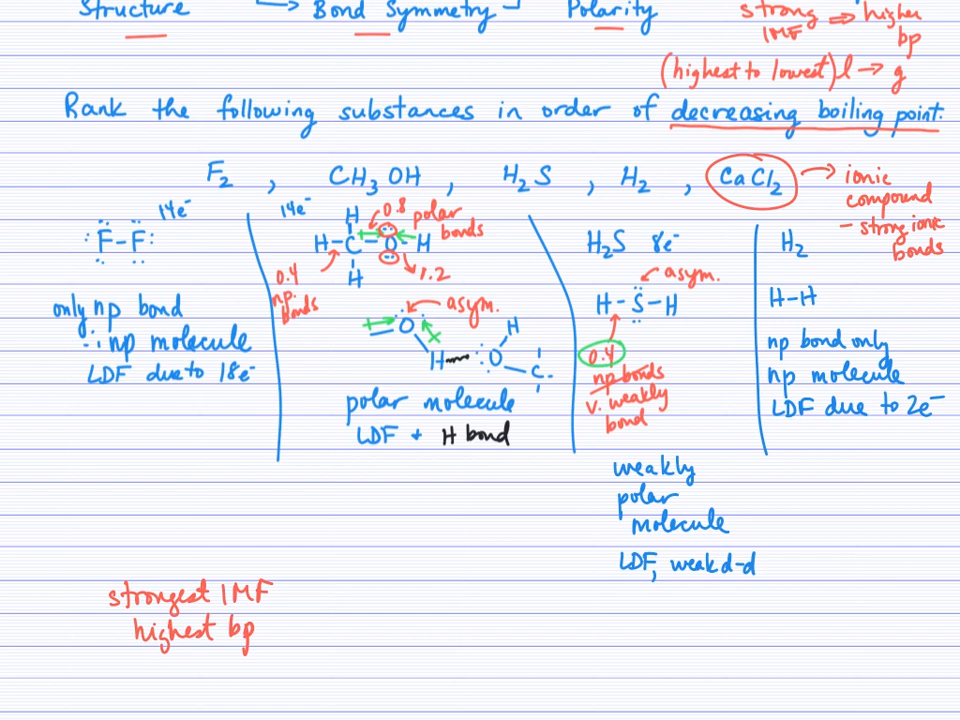 Structure → Bond Symmetry Polarity
strong IMF ⇒ higher bp
(highest to lowest) l → g
Rank the following substances in order of decreasing boiling point.
F2 , CH3OH , H2S , H2 , CaCl2 → ionic compound
- strong ionic bonds
14e-
F-F
only np bond
∴ np molecule
LDF due to 18e-
14e-
H
0.8 polar bonds
H-C-O-H
H
0.4 np. bonds
1.2
asym.
O
H
H O
C
polar molecule
LDF + H bond
H2S 8e-
asym.
H-S-H
0.4
np bonds
v. weakly bond
weakly
polar
molecule
LDF, weak d-d
H2
H-H
np bond only
np molecule
LDF due to 2e-
strongest IMF
highest bp